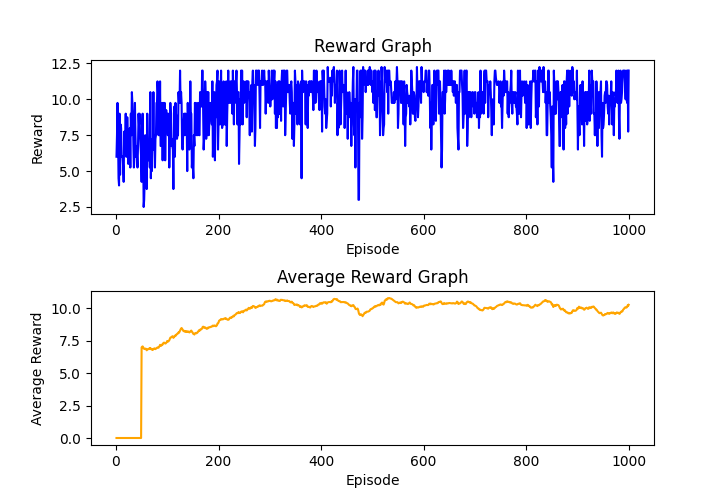 Reward Graph
12.5
10.0
7.5
5.0
2.5
Reward
0 200 400 600 800 1000
Episode
Average Reward Graph
10.0
7.5
5.0
2.5
0.0
Average Reward
0 200 400 600 800 1000
Episode